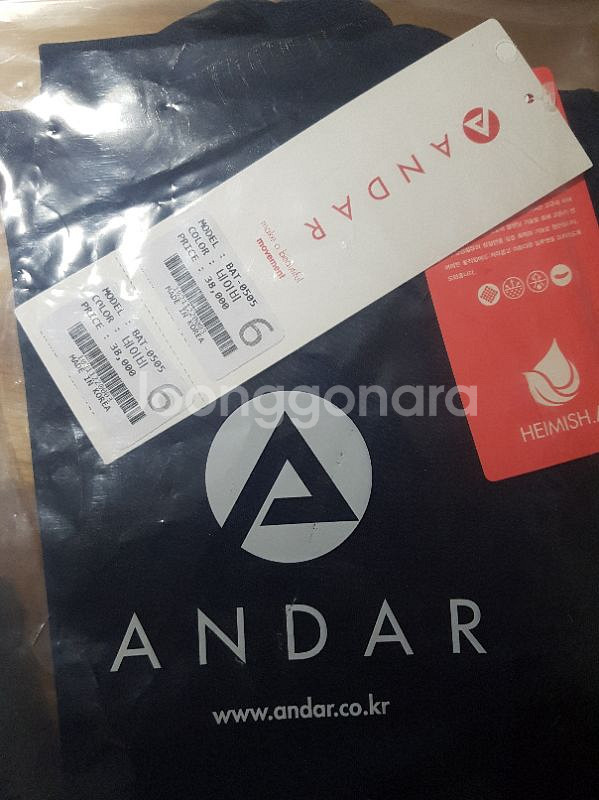 ANDAR
make a beautiful
movement
MODEL : BAT-0505
COLOR : 네이비
PRICE : 38,000
MADE IN KOREA
6
MODEL : BAT-0505
COLOR : 네이비
PRICE : 38,000
MADE IN KOREA
6
HEIMISH.
joonggonara
ANDAR
www.andar.co.kr